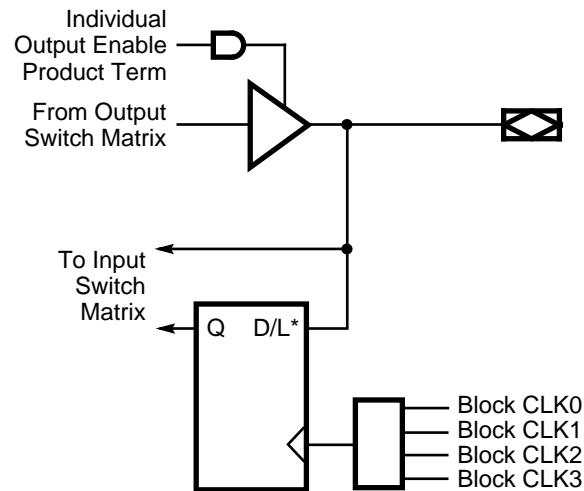 Individual
Output Enable
Product Term
From Output
Switch Matrix
To Input
Switch
Matrix
Q D/L*
Block CLK0
Block CLK1
Block CLK2
Block CLK3